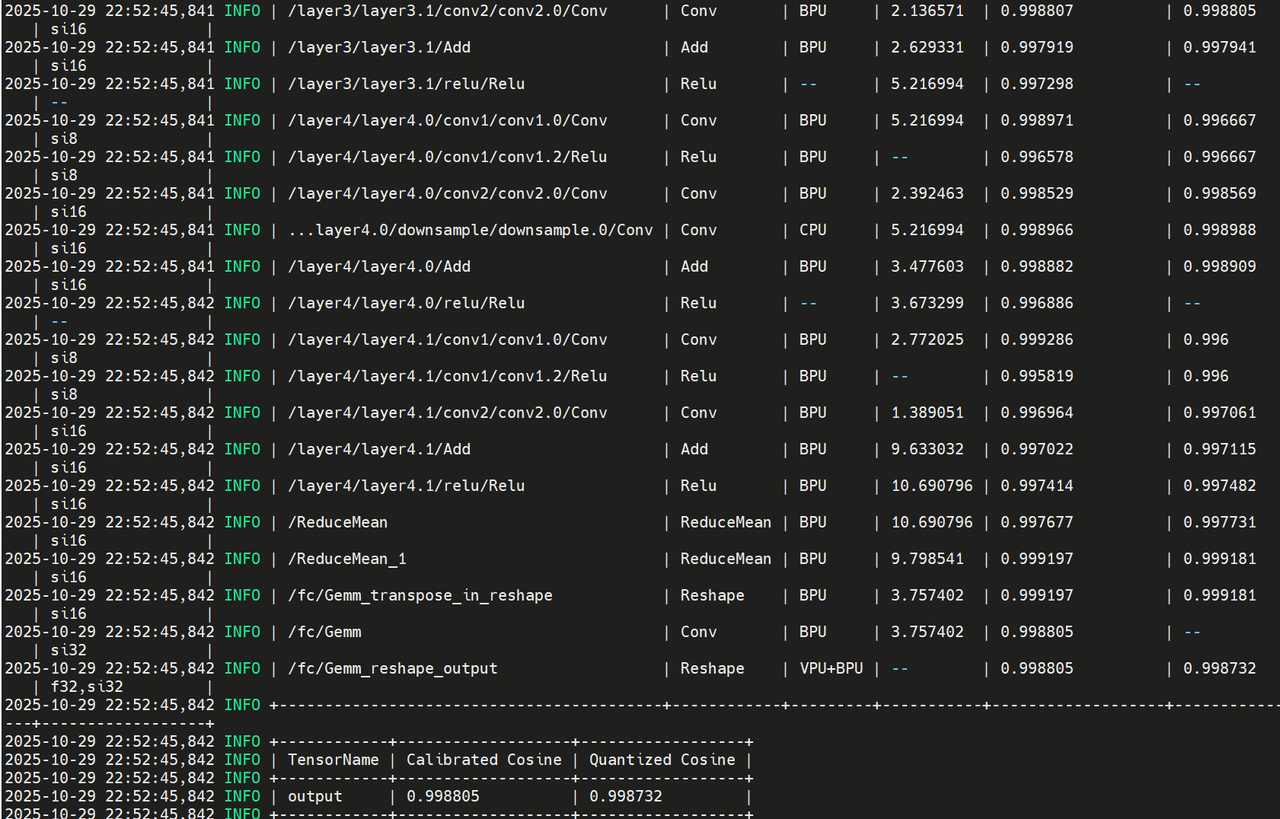 2025-10-29 22:52:45,841 INFO | /layer3/layer3.1/conv2/conv2.0/Conv | Conv | BPU | 2.136571 | 0.998807 | 0.998805
| si16 |
2025-10-29 22:52:45,841 INFO | /layer3/layer3.1/Add | Add | BPU | 2.629331 | 0.997919 | 0.997941
| si16 |
2025-10-29 22:52:45,841 INFO | /layer3/layer3.1/relu/Relu | Relu | -- | 5.216994 | 0.997298 | --
| -- |
2025-10-29 22:52:45,841 INFO | /layer4/layer4.0/conv1/conv1.0/Conv | Conv | BPU | 5.216994 | 0.998971 | 0.996667
| si8 |
2025-10-29 22:52:45,841 INFO | /layer4/layer4.0/conv1/conv1.2/Relu | Relu | BPU | -- | 0.996578 | 0.996667
| si8 |
2025-10-29 22:52:45,841 INFO | /layer4/layer4.0/conv2/conv2.0/Conv | Conv | BPU | 2.392463 | 0.998529 | 0.998569
| si16 |
2025-10-29 22:52:45,841 INFO | ...layer4.0/downsample/downsample.0/Conv | Conv | CPU | 5.216994 | 0.998966 | 0.998988
| si16 |
2025-10-29 22:52:45,841 INFO | /layer4/layer4.0/Add | Add | BPU | 3.477603 | 0.998882 | 0.998909
| si16 |
2025-10-29 22:52:45,842 INFO | /layer4/layer4.0/relu/Relu | Relu | -- | 3.673299 | 0.996886 | --
| -- |
2025-10-29 22:52:45,842 INFO | /layer4/layer4.1/conv1/conv1.0/Conv | Conv | BPU | 2.772025 | 0.999286 | 0.996
| si8 |
2025-10-29 22:52:45,842 INFO | /layer4/layer4.1/conv1/conv1.2/Relu | Relu | BPU | -- | 0.995819 | 0.996
| si8 |
2025-10-29 22:52:45,842 INFO | /layer4/layer4.1/conv2/conv2.0/Conv | Conv | BPU | 1.389051 | 0.996964 | 0.997061
| si16 |
2025-10-29 22:52:45,842 INFO | /layer4/layer4.1/Add | Add | BPU | 9.633032 | 0.997022 | 0.997115
| si16 |
2025-10-29 22:52:45,842 INFO | /layer4/layer4.1/relu/Relu | Relu | BPU | 10.690796 | 0.997414 | 0.997482
| si16 |
2025-10-29 22:52:45,842 INFO | /ReduceMean | ReduceMean | BPU | 10.690796 | 0.997677 | 0.997731
| si16 |
2025-10-29 22:52:45,842 INFO | /ReduceMean_1 | ReduceMean | BPU | 9.798541 | 0.999197 | 0.999181
| si16 |
2025-10-29 22:52:45,842 INFO | /fc/Gemm_transpose_in_reshape | Reshape | BPU | 3.757402 | 0.999197 | 0.999181
| si16 |
2025-10-29 22:52:45,842 INFO | /fc/Gemm | Conv | BPU | 3.757402 | 0.998805 | --
| si32 |
2025-10-29 22:52:45,842 INFO | /fc/Gemm_reshape_output | Reshape | VPU+BPU | -- | 0.998805 | 0.998732
| f32,si32 |
2025-10-29 22:52:45,842 INFO +-----------------------------------------+------------+---------+-----------+-------------------+------------
---+------------------+
2025-10-29 22:52:45,842 INFO +------------+-------------------+------------------+
2025-10-29 22:52:45,842 INFO | TensorName | Calibrated Cosine | Quantized Cosine |
2025-10-29 22:52:45,842 INFO +------------+-------------------+------------------+
2025-10-29 22:52:45,842 INFO | output | 0.998805 | 0.998732 |
2025-10-29 22:52:45,842 INFO +------------+-------------------+------------------+